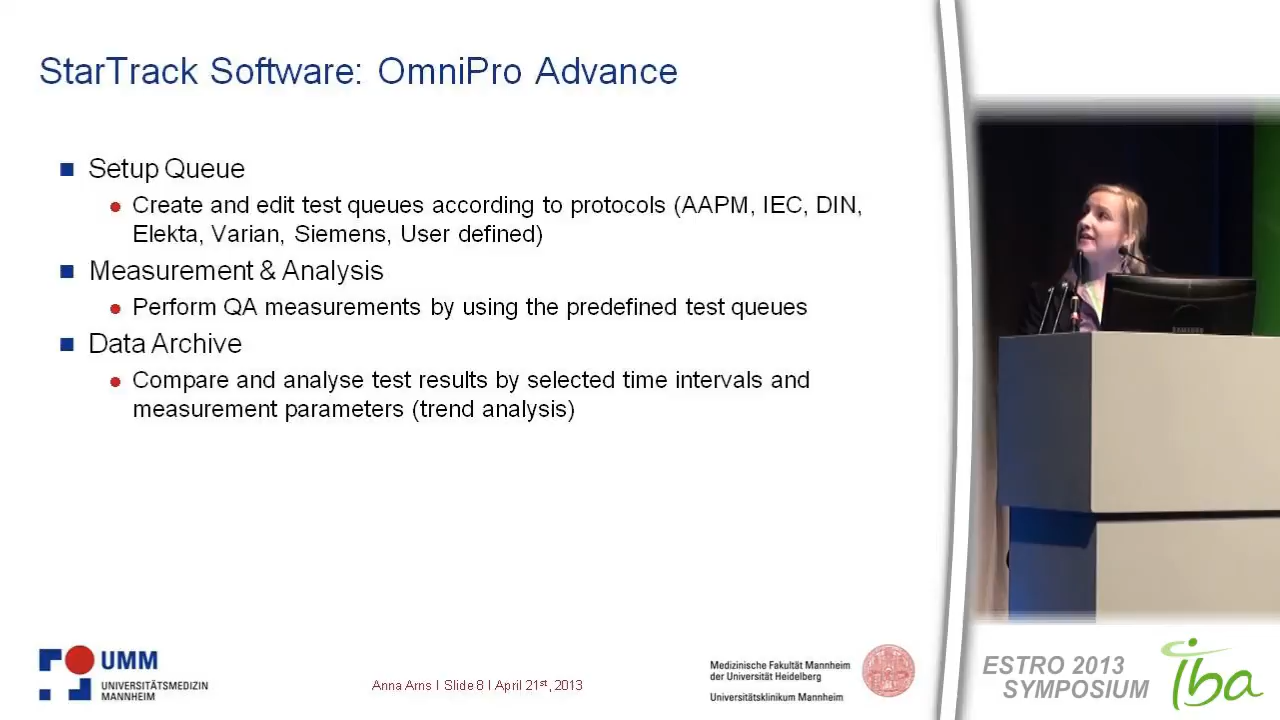 StarTrack Software: OmniPro Advance
Setup Queue
Create and edit test queues according to protocols (AAPM, IEC, DIN,
Elekta, Varian, Siemens, User defined)
Measurement & Analysis
Perform QA measurements by using the predefined test queues
Data Archive
Compare and analyse test results by selected time intervals and
measurement parameters (trend analysis)
UMM
UNIVERSITÄTSMEDIZIN
MANNHEIM
Anna Arns I Slide 6 I April 21st, 2013
Medizinische Fakultät Mannheim
der Universität Heidelberg
Universitätsklinikum Mannheim
SAMSUNG
ESTRO 2013
SYMPOSIUM
iba